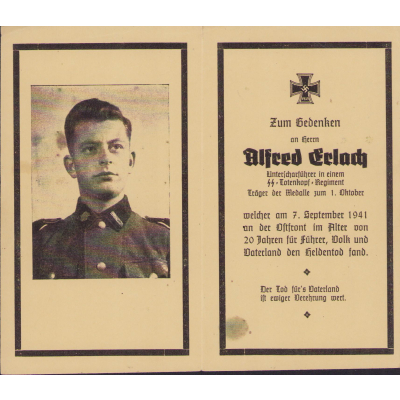 Zum Gedenken
an Herrn
Alfred Erlach
Unterscharführer in einem
SS-Totenkopf-Regiment
Träger der Medalle zum 1. Oktober
welcher am 7. September 1941
an der Ostfront im Alter von
20 Jahren für Führer, Volk und
Vaterland den Heldentod fand.
Der Tod für's Vaterland
ist ewiger Verehrung wert.